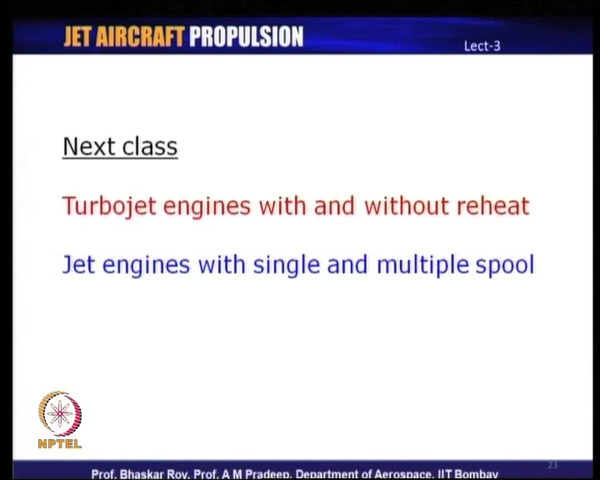 JET AIRCRAFT PROPULSION
Lect-3
Next class
Turbojet engines with and without reheat
Jet engines with single and multiple spool
NPTEL
23
Prof. Bhaskar Roy, Prof. A M Pradeep, Department of Aerospace, IIT Bombay